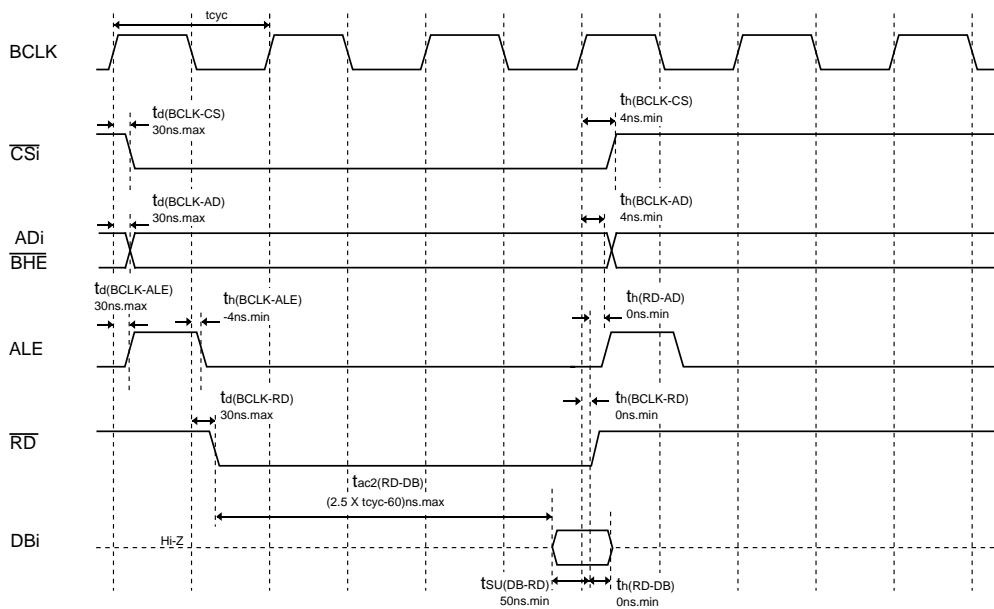 tcyc
BCLK
td(BCLK-CS)
30ns.max
th(BCLK-CS)
4ns.min
CSi
td(BCLK-AD)
30ns.max
th(BCLK-AD)
4ns.min
ADi
BHE
td(BCLK-ALE)
30ns.max
th(BCLK-ALE)
-4ns.min
th(RD-AD)
0ns.min
ALE
td(BCLK-RD)
30ns.max
th(BCLK-RD)
0ns.min
RD
tac2(RD-DB)
(2.5 X tcyc-60)ns.max
DBi
Hi-Z
tSU(DB-RD)
50ns.min
th(RD-DB)
0ns.min